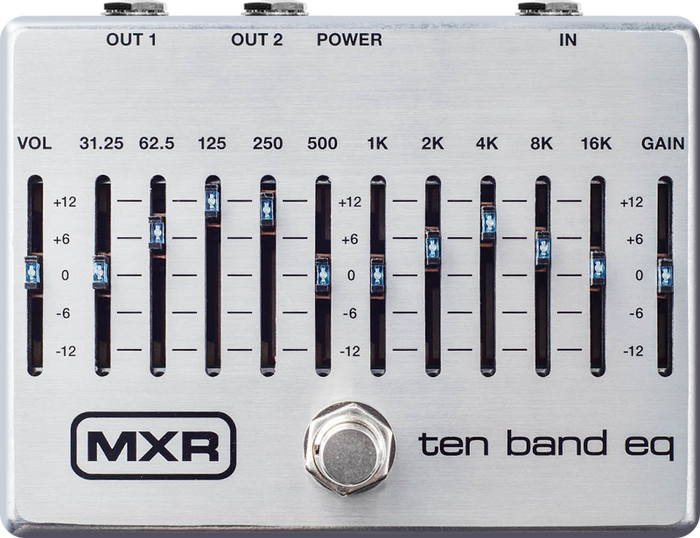 OUT 1 OUT 2 POWER IN
VOL 31.25 62.5 125 250 500 1K 2K 4K 8K 16K GAIN
+12 +12 +12
+6 +6 +6
0 0 0
-6 -6 -6
-12 -12 -12
MXR ten band eq